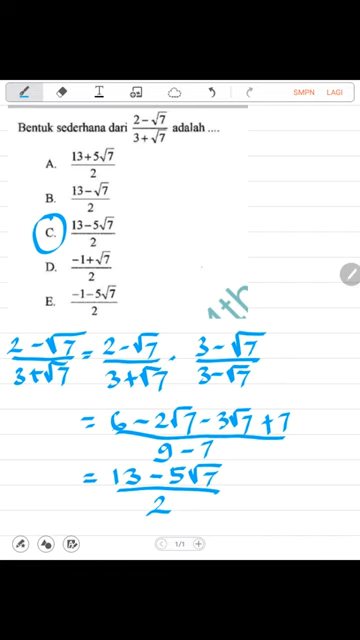 SMPN LAGI
Bentuk sederhana dari (2 − √7)/(3 + √7) adalah ....
A. (13 + 5√7)/2
B. (13 − √7)/2
C. (13 − 5√7)/2
D. (−1 + √7)/2
E. (−1 − 5√7)/2
(2 − √7)/(3 + √7) = (2 − √7)/(3 + √7) · (3 − √7)/(3 − √7)
= (6 − 2√7 − 3√7 + 7)/(9 − 7)
= (13 − 5√7)/2
1/1